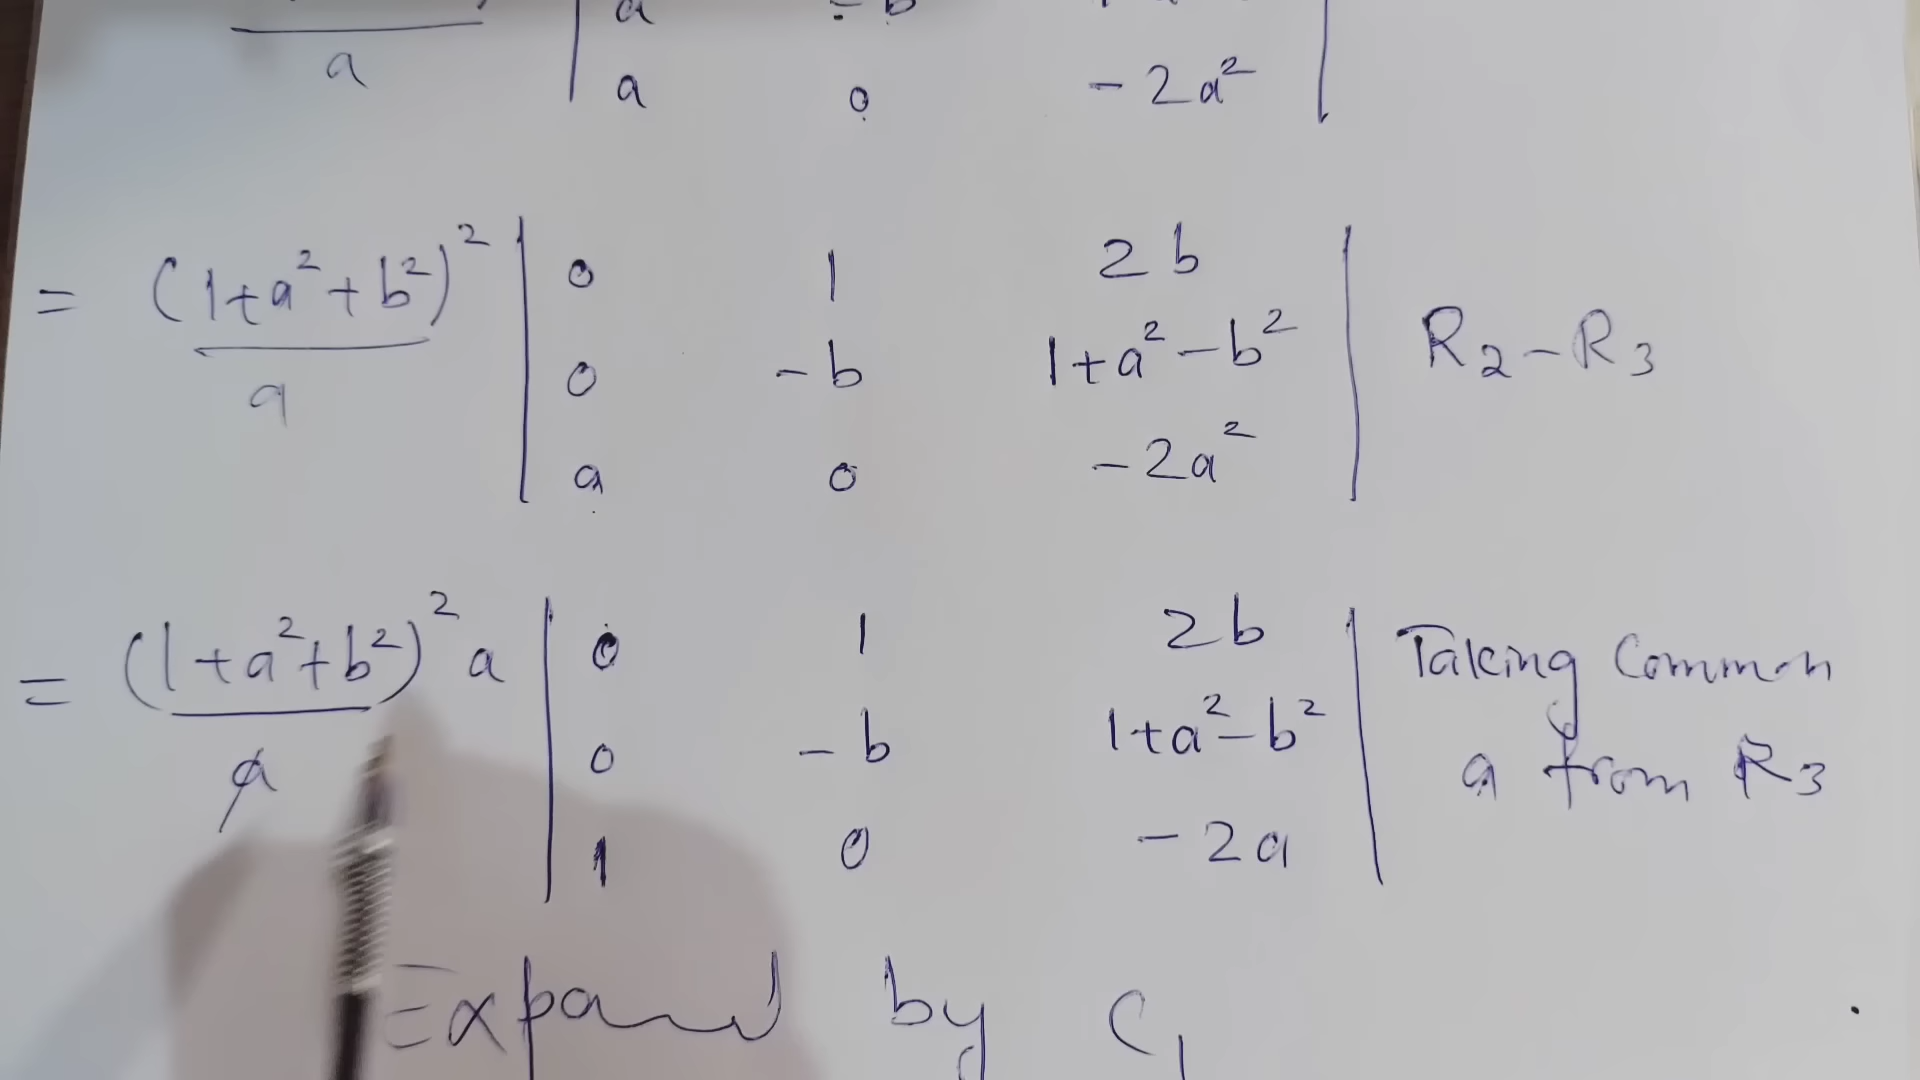 a - b
a a 0 - 2a²
= (1+a²+b²)² 0 1 2b
a 0 -b 1+a²-b² R₂-R₃
a 0 -2a²
= (1+a²+b²)² a 0 1 2b Taking Common
a 0 -b 1+a²-b² a from R₃
1 0 -2a
Expand by C₁